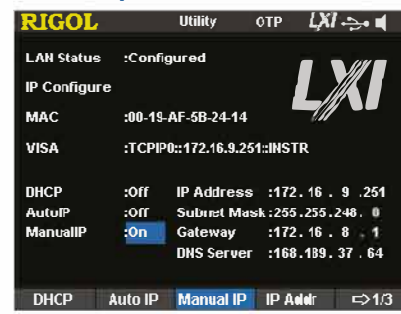 RIGOL Utility OTP LXI
LAN Status :Configured
LXI
IP Configure
MAC :00-19-AF-5B-24-14
VISA :TCPIP0::172.16.9.251::INSTR
DHCP :Off IP Address :172. 16 . 9 .251
AutoIP :Off Subnet Mask:255.255.248. 0
ManualIP :On Gateway :172. 16 . 8 . 1
DNS Server :168.189. 37 . 64
DHCP Auto IP Manual IP IP Addr ⇨1/3